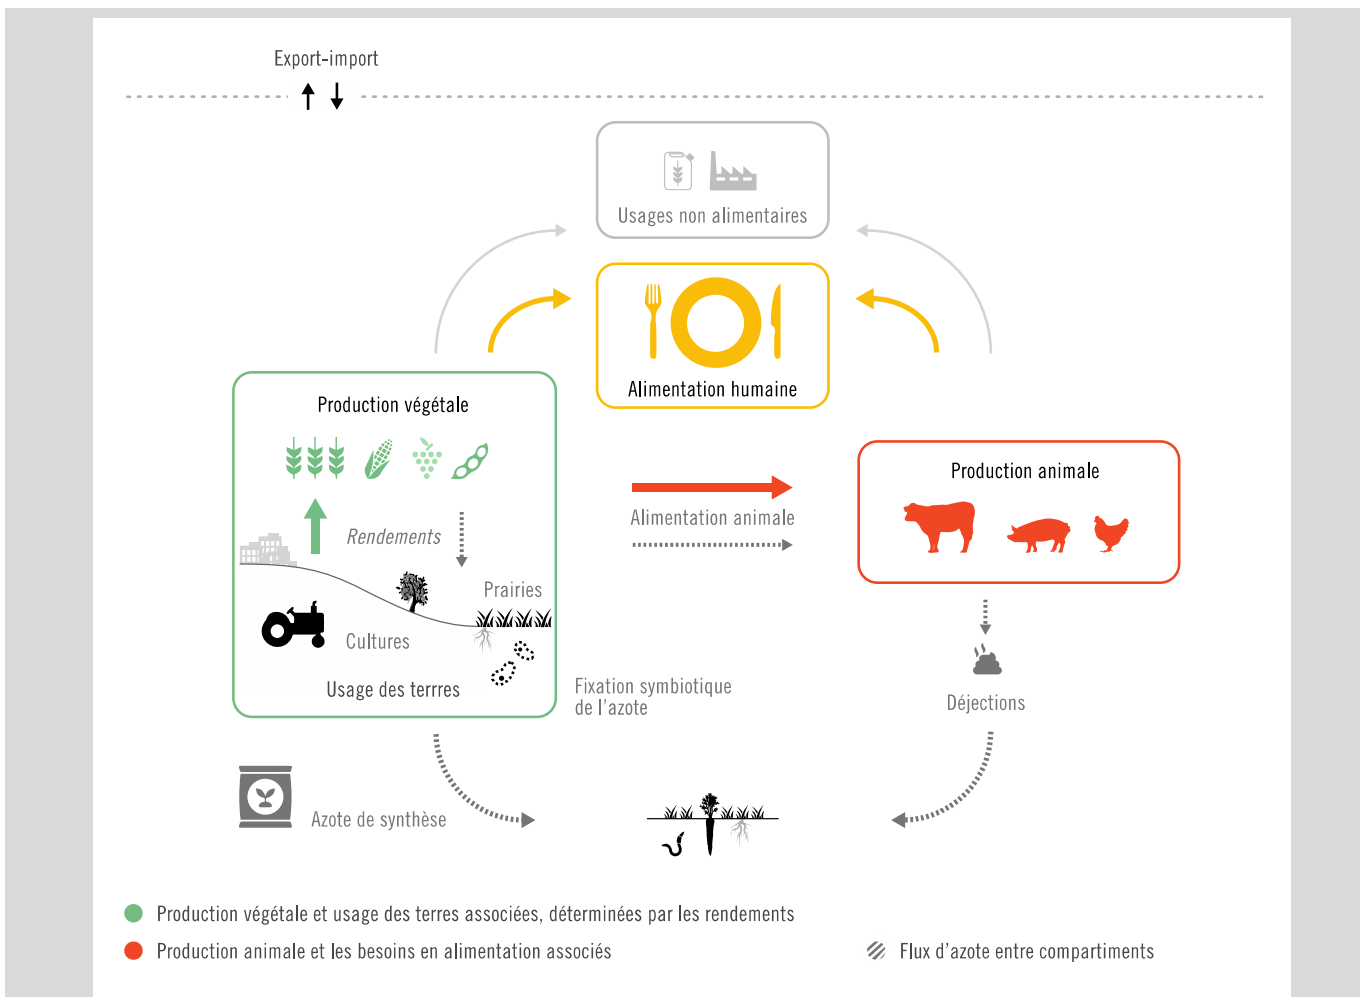 Export-import
Usages non alimentaires
Alimentation humaine
Production végétale
Rendements
Prairies
Cultures
Usage des terrres
Alimentation animale
Production animale
Fixation symbiotique
de l'azote
Déjections
Azote de synthèse
Production végétale et usage des terres associées, déterminées par les rendements
Production animale et les besoins en alimentation associés
Flux d'azote entre compartiments